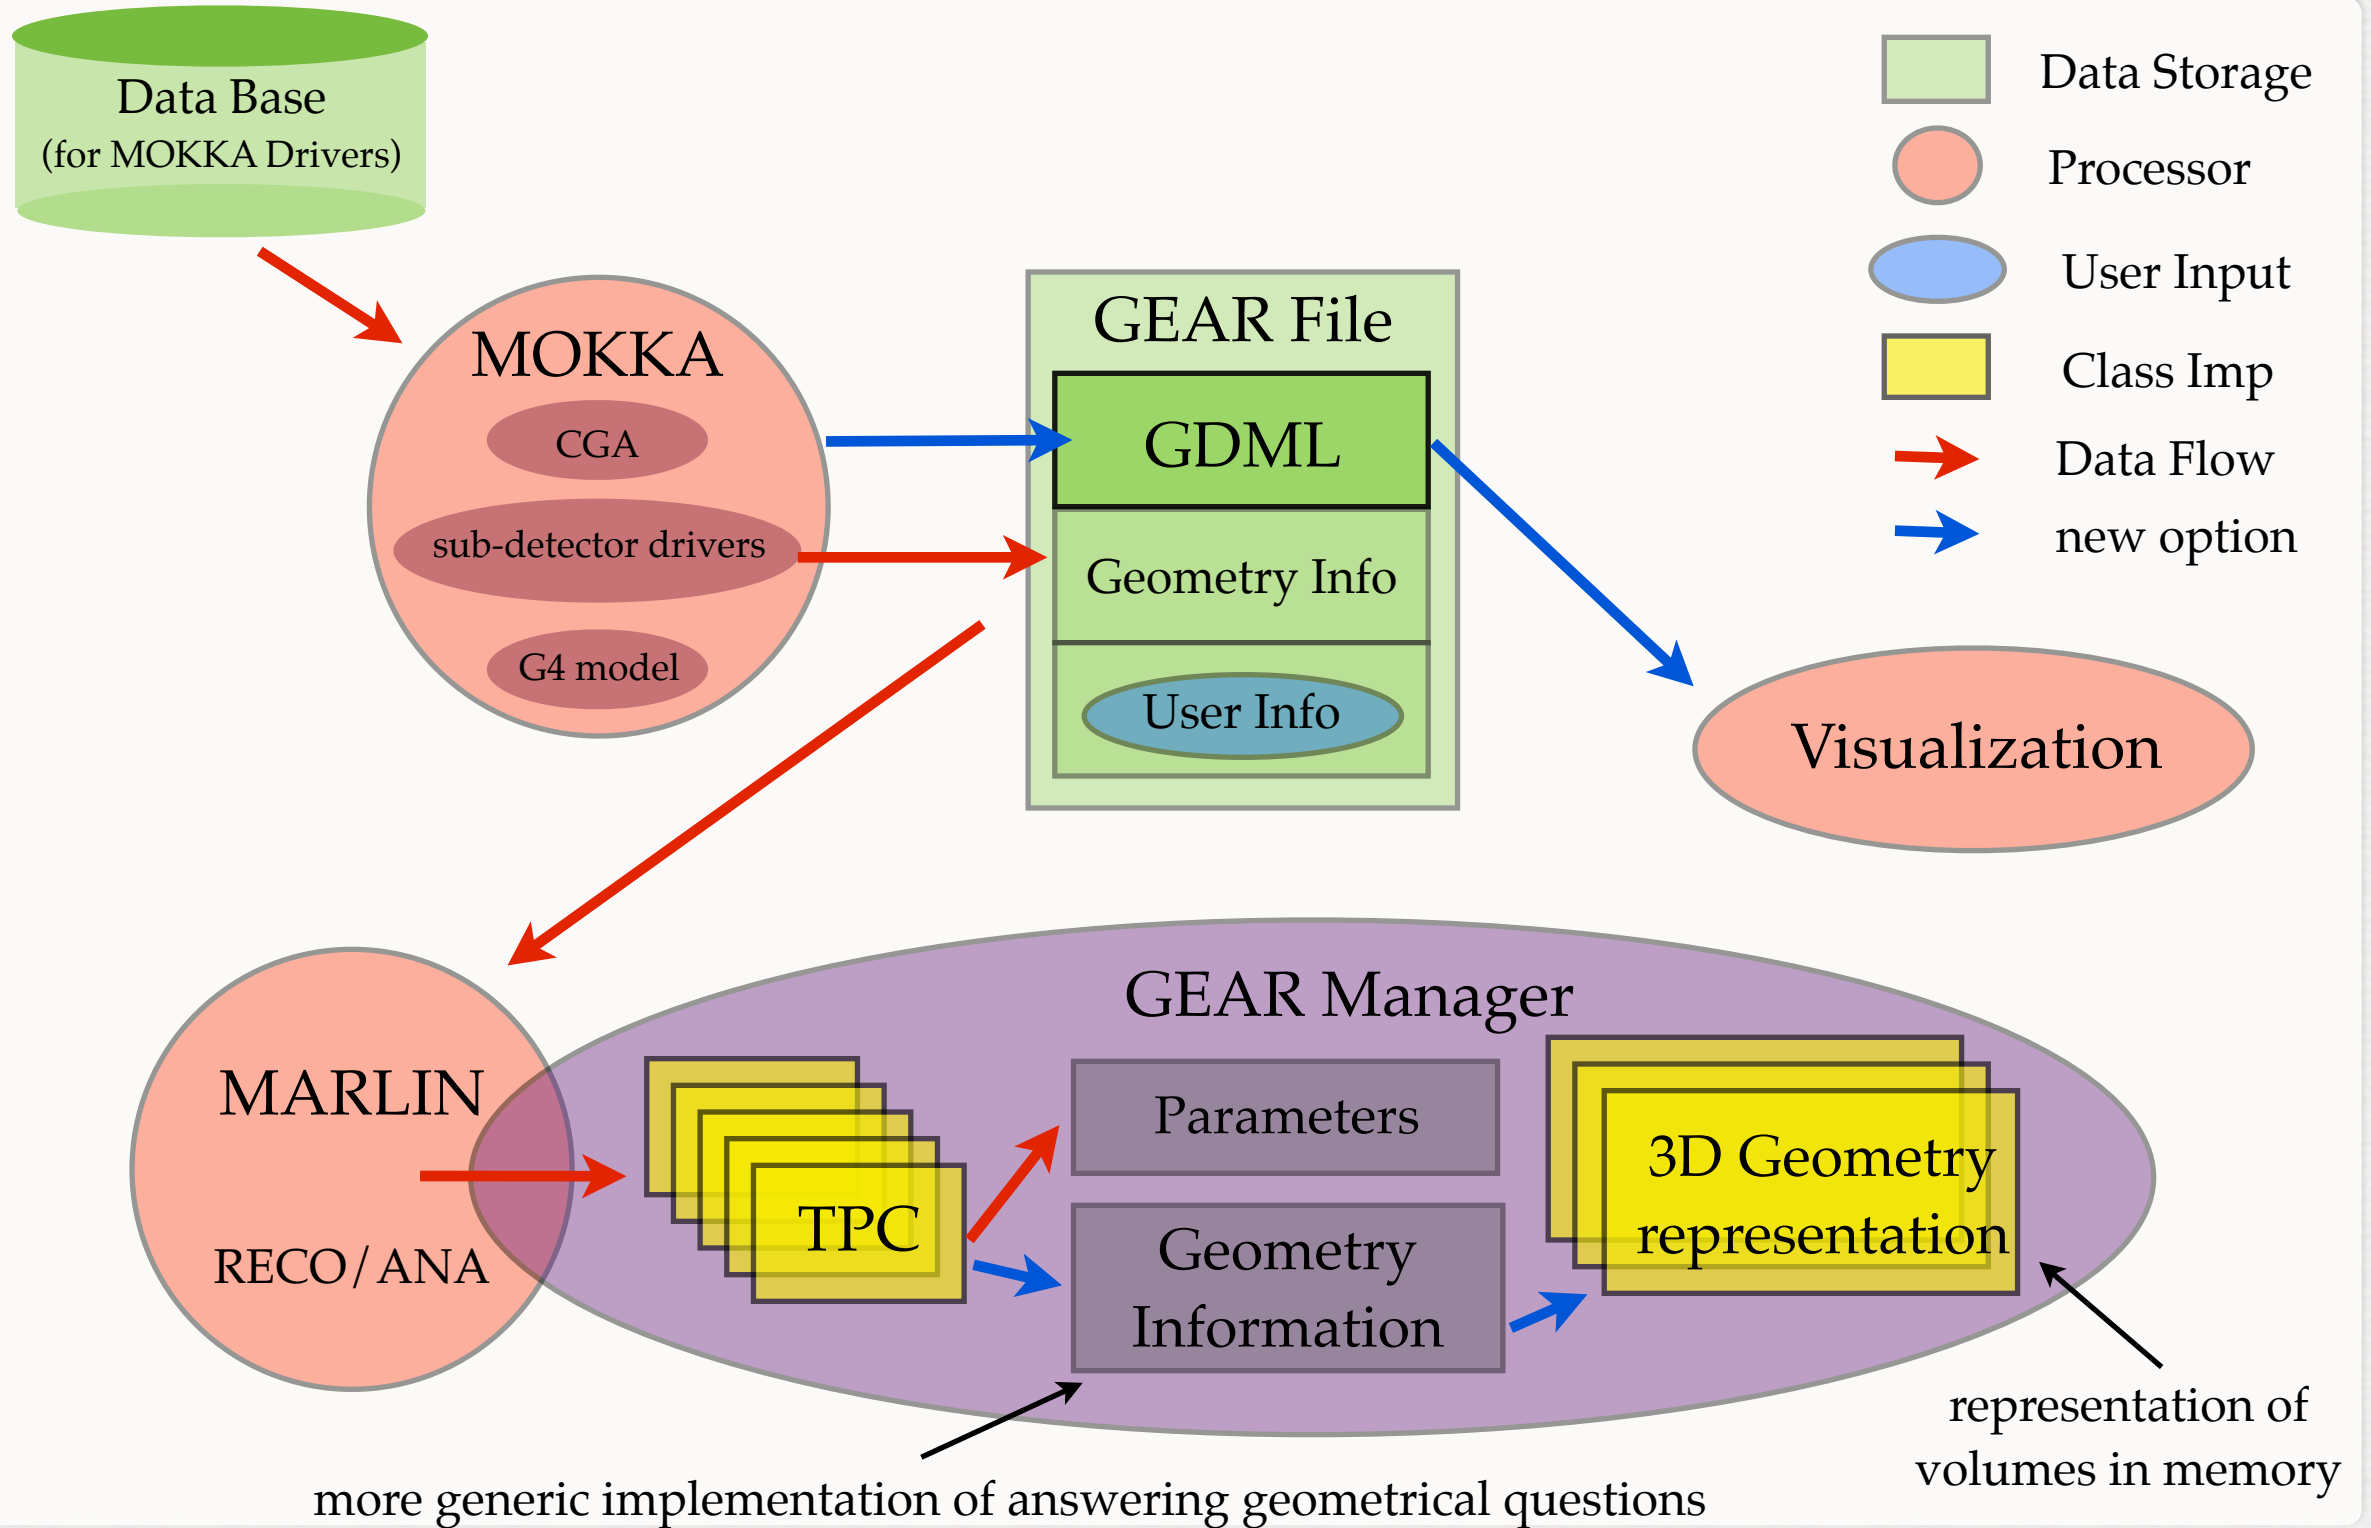 Data Base
(for MOKKA Drivers)
MOKKA
CGA
sub-detector drivers
G4 model
GEAR File
GDML
Geometry Info
User Info
Data Storage
Processor
User Input
Class Imp
Data Flow
new option
Visualization
MARLIN
RECO/ANA
GEAR Manager
TPC
Parameters
Geometry
Information
3D Geometry
representation
representation of
volumes in memory
more generic implementation of answering geometrical questions